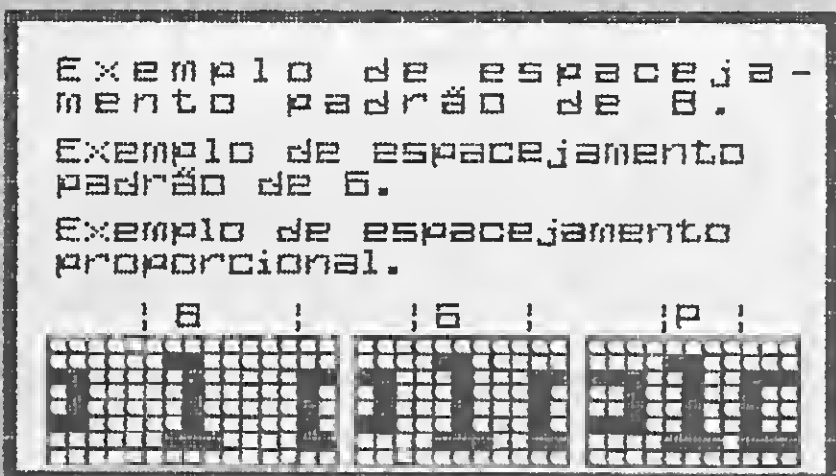 Exemplo de espaceja-
mento padrão de 8.
Exemplo de espacejamento
padrão de 6.
Exemplo de espacejamento
proporcional.
8
6
P